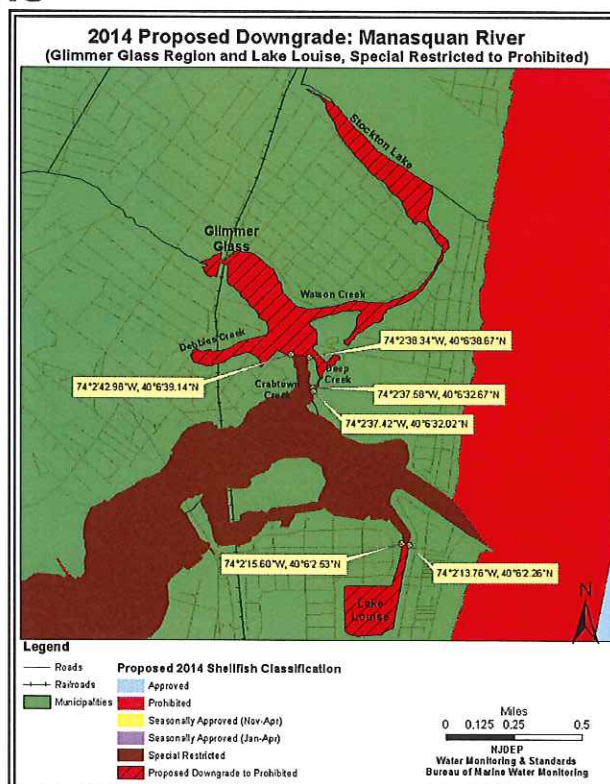 2014 Proposed Downgrade: Manasquan River
(Glimmer Glass Region and Lake Louise, Special Restricted to Prohibited)
Stockton Lake
Glimmer
Glass
Watson Creek
Debbies Creek
74°2'38.34"W, 40°6'38.67"N
Deep
Creek
74°2'42.98"W, 40°6'39.14"N
Crabtown
Creek
74°2'37.58"W, 40°6'32.67"N
74°2'37.42"W, 40°6'32.02"N
74°2'15.60"W, 40°6'2.53"N
74°2'13.76"W, 40°6'2.26"N
Lake
Louise
N
Legend
Roads
Railroads
Municipalities
Proposed 2014 Shellfish Classification
Approved
Prohibited
Seasonally Approved (Nov-Apr)
Seasonally Approved (Jan-Apr)
Special Restricted
Proposed Downgrade to Prohibited
Miles
0 0.125 0.25 0.5
NJDEP
Water Monitoring & Standards
Bureau of Marine Water Monitoring